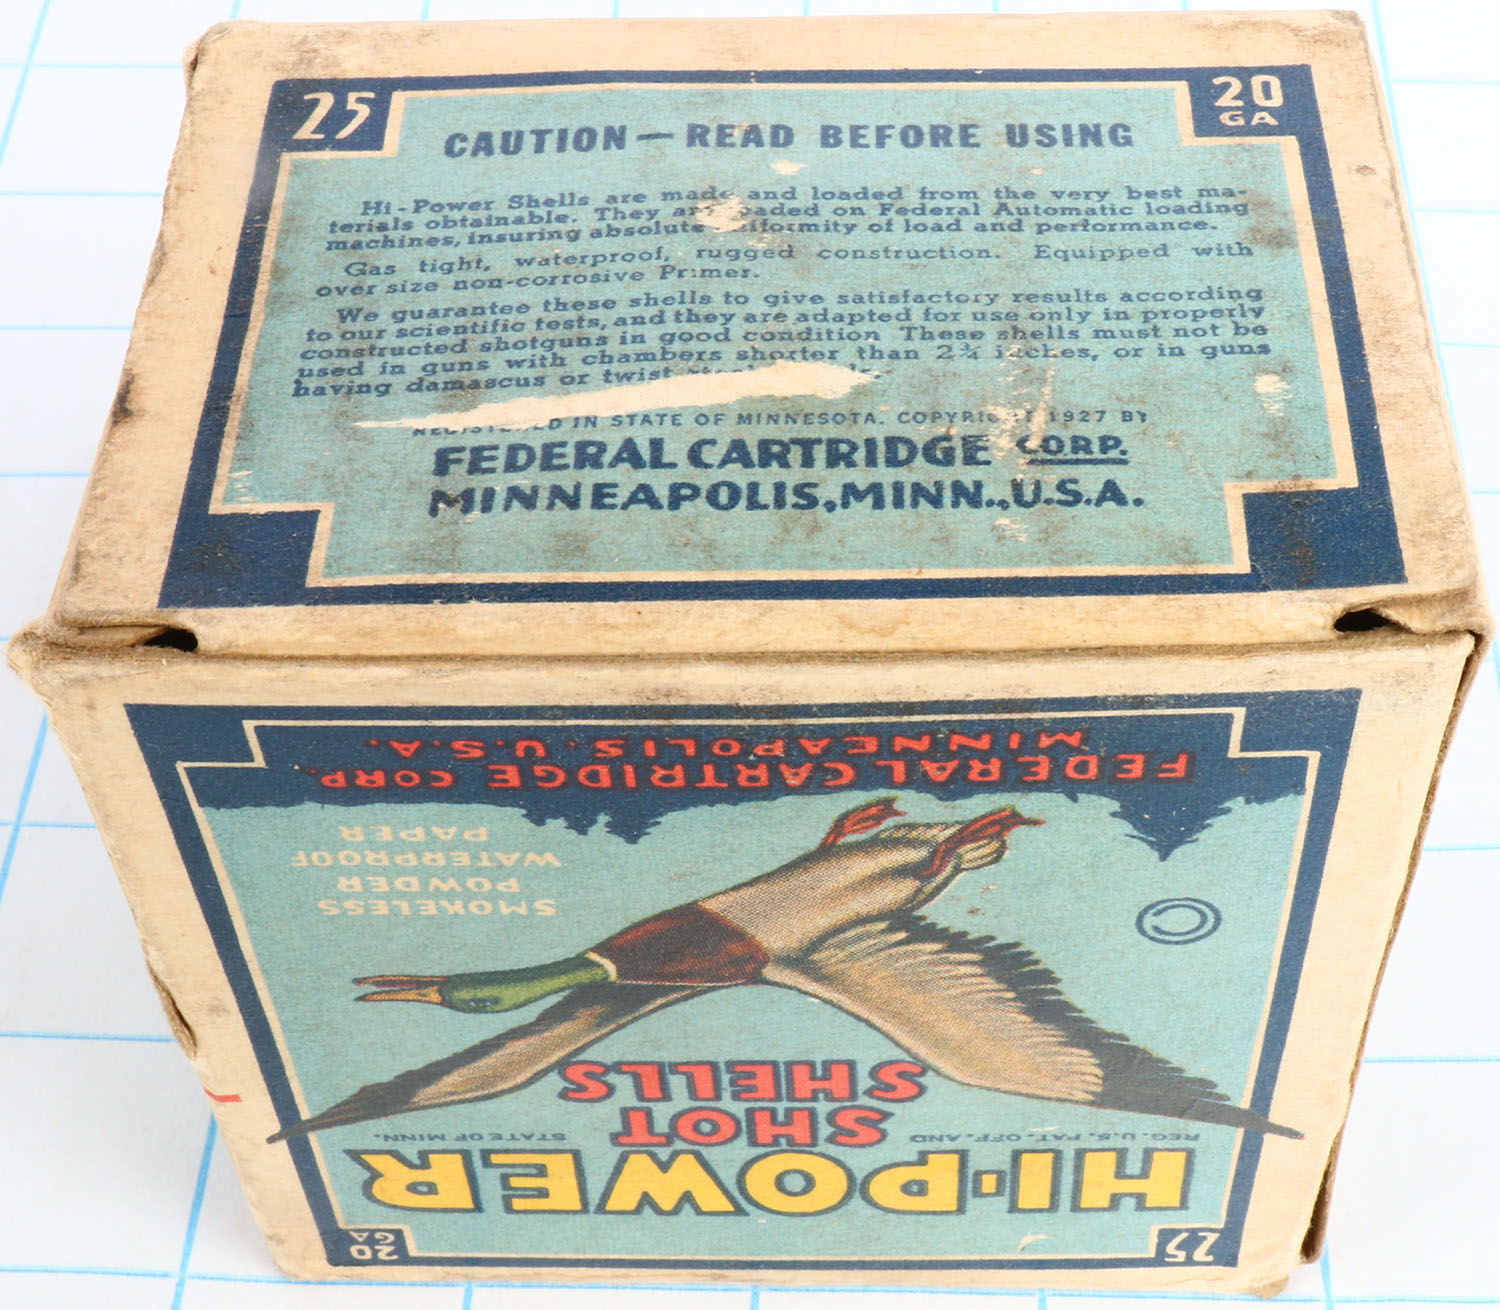 25
20
GA
CAUTION — READ BEFORE USING
Hi-Power Shells are made and loaded from the very best ma-
terials obtainable. They are loaded on Federal Automatic loading
machines, insuring absolute uniformity of load and performance.
Gas tight, waterproof, rugged construction. Equipped with
over size non-corrosive Primer.
We guarantee these shells to give satisfactory results according
to our scientific tests, and they are adapted for use only in properly
constructed shotguns in good condition. These shells must not be
used in guns with chambers shorter than 2¾ inches, or in guns
having damascus or twist
REGISTERED IN STATE OF MINNESOTA. COPYRIGHT 1927 BY
FEDERAL CARTRIDGE CORP.
MINNEAPOLIS, MINN., U.S.A.
25
20
GA
HI-POWER
REG. U.S. PAT. OFF. AND STATE OF MINN.
SHOT
SHELLS
©
SMOKELESS
POWDER
WATERPROOF
PAPER
FEDERAL CARTRIDGE CORP.
MINNEAPOLIS. U.S.A.